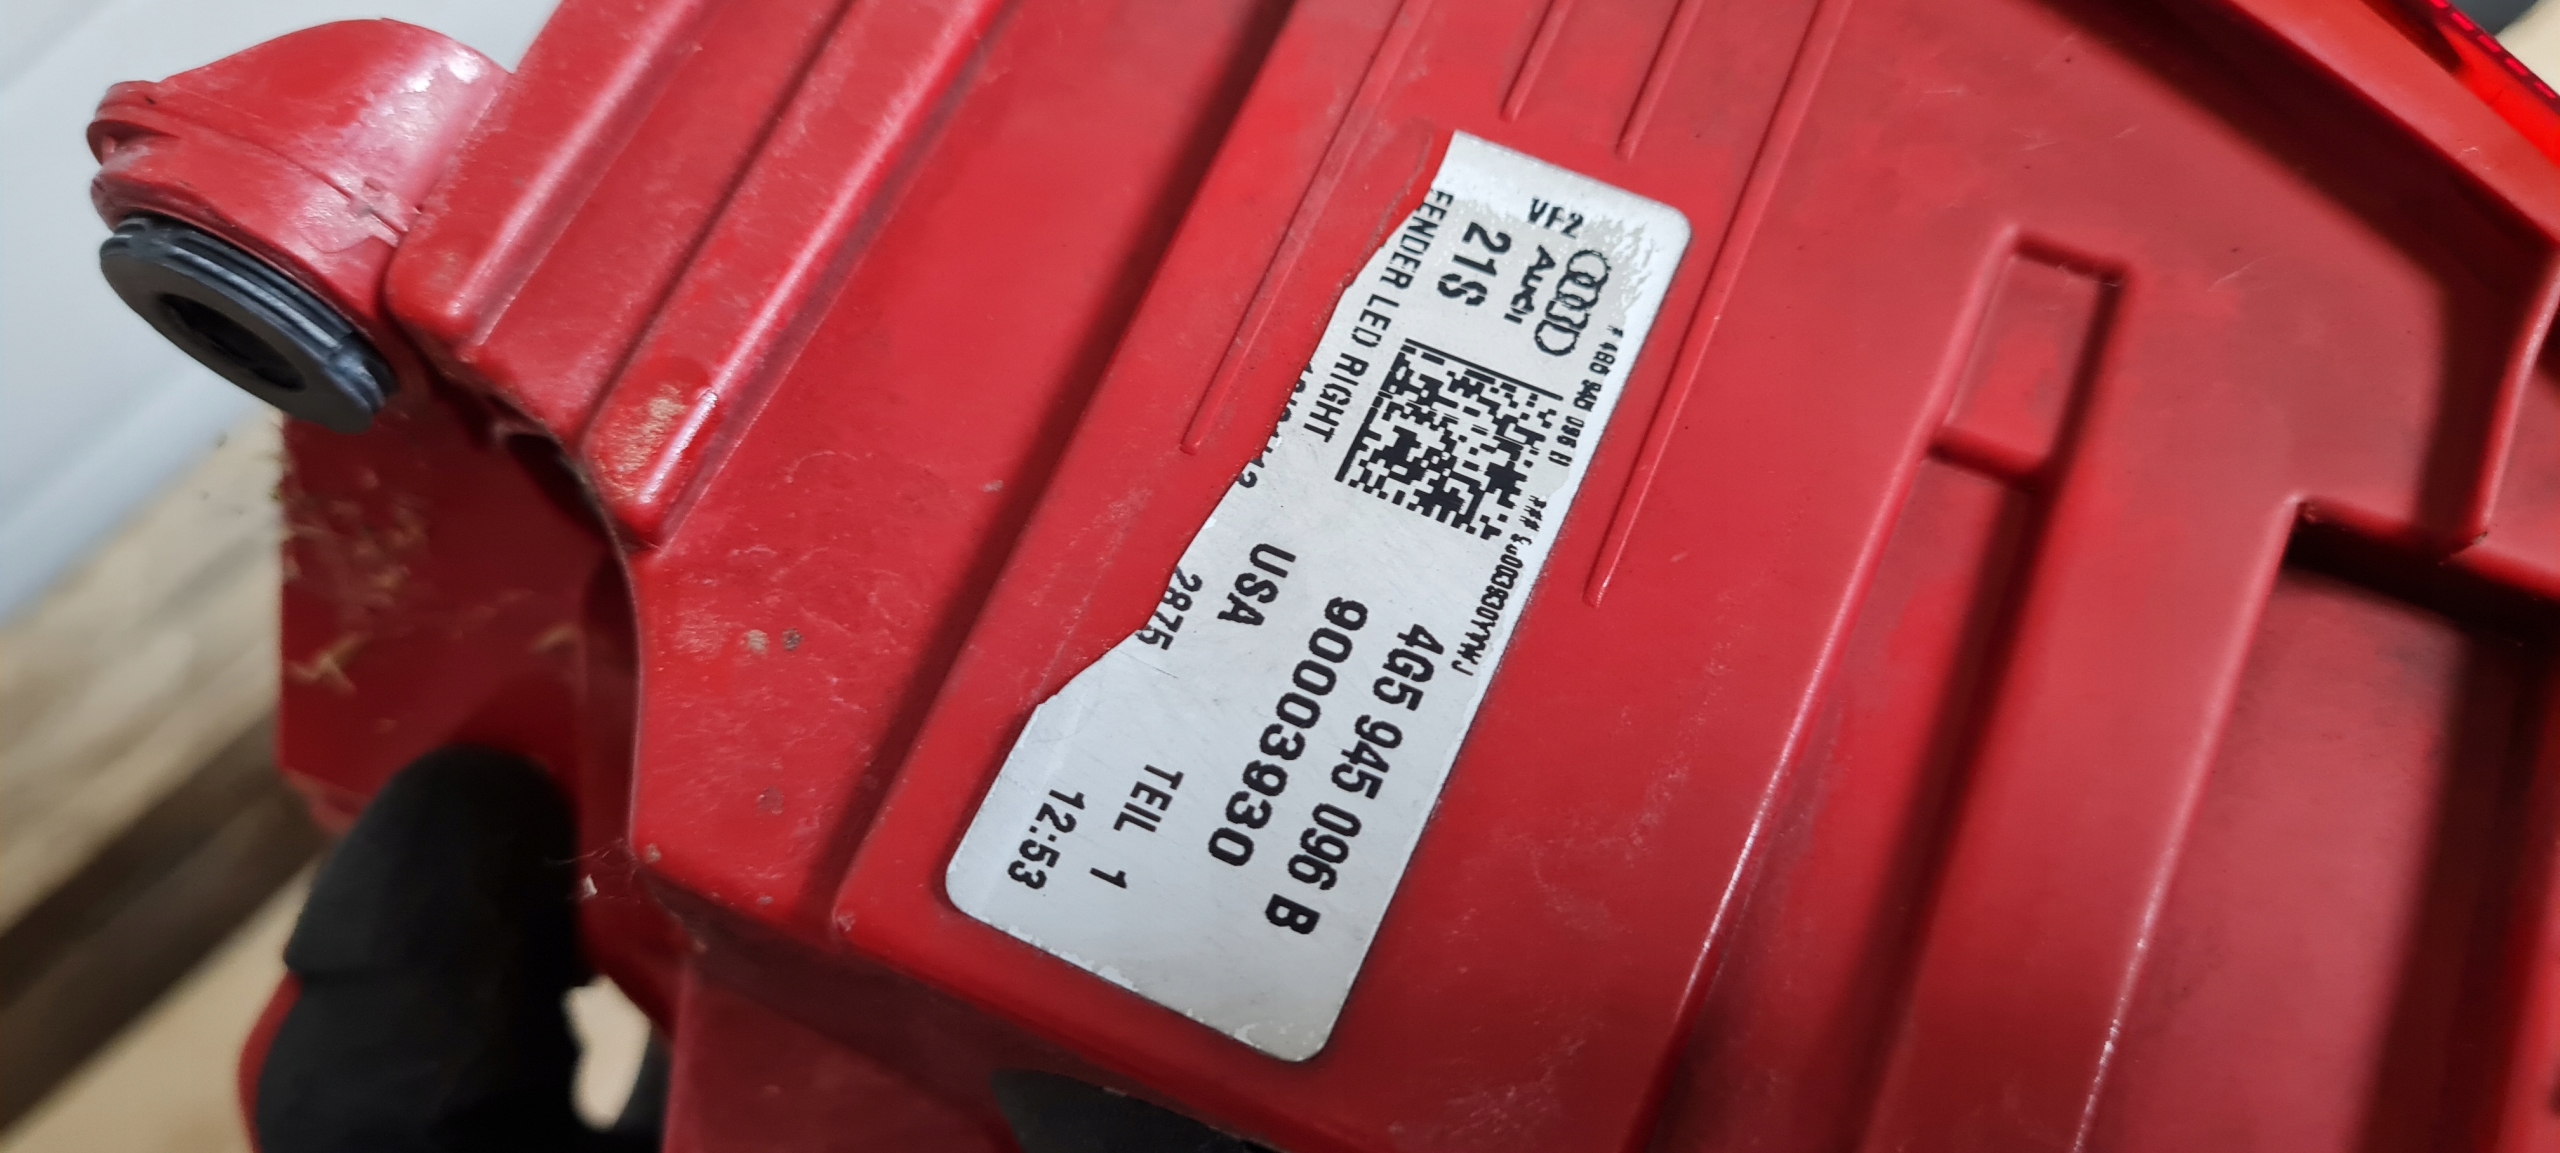 4G5 945 096 B
90003930
VF2
Audi
21S
USA
TEIL 1
FENDER LED RIGHT
2875
12:53